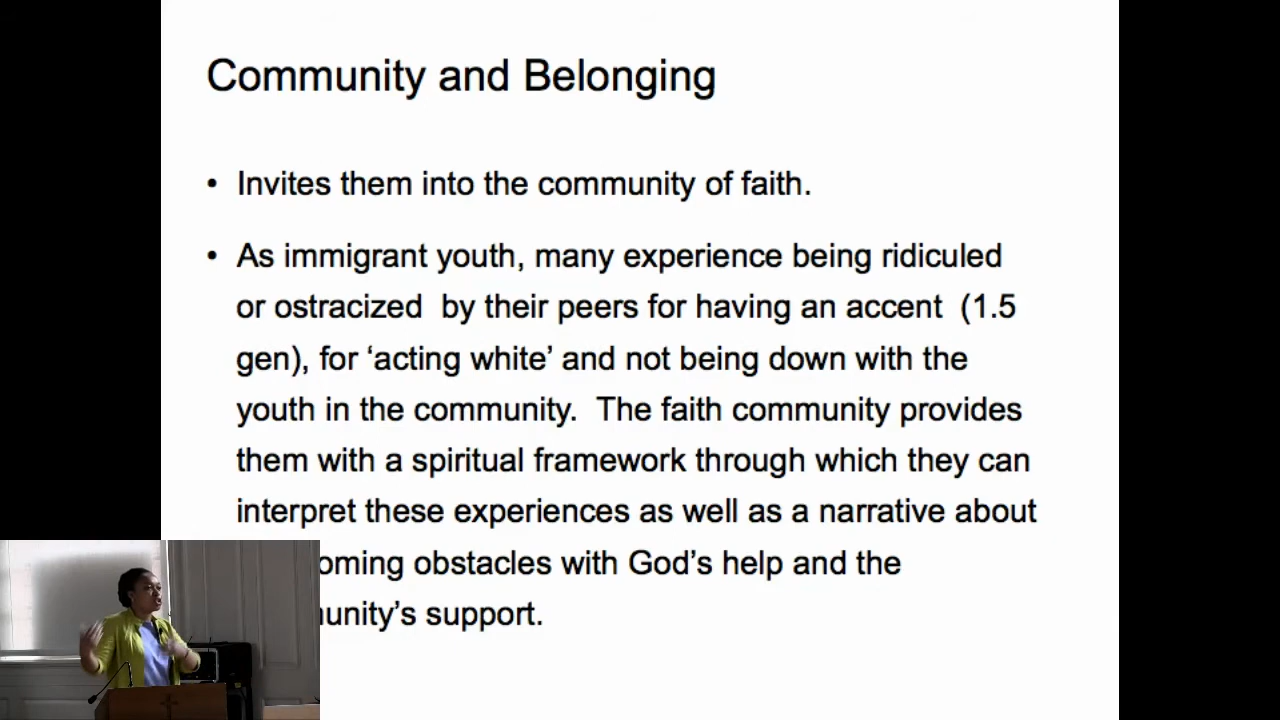 Community and Belonging
• Invites them into the community of faith.
• As immigrant youth, many experience being ridiculed
or ostracized by their peers for having an accent (1.5
gen), for ‘acting white’ and not being down with the
youth in the community. The faith community provides
them with a spiritual framework through which they can
interpret these experiences as well as a narrative about
obstacles with God’s help and the
support.